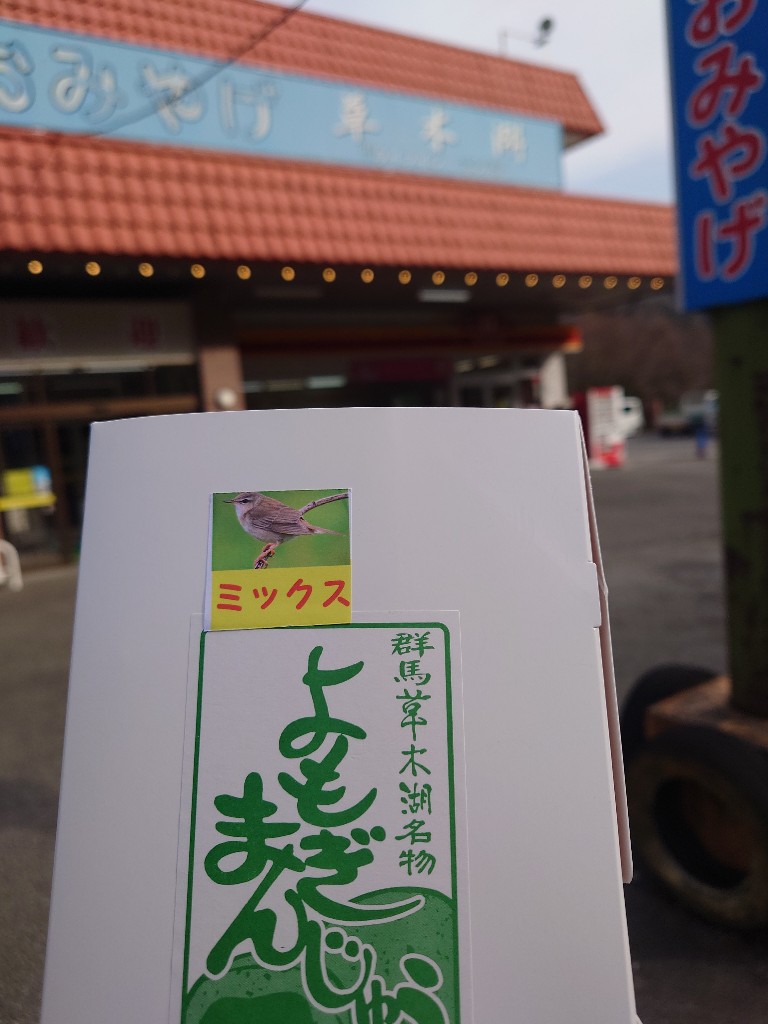 おみやげ 草木湖
おみやげ
ミックス
群馬草木湖名物
よもぎ
まんじゅう